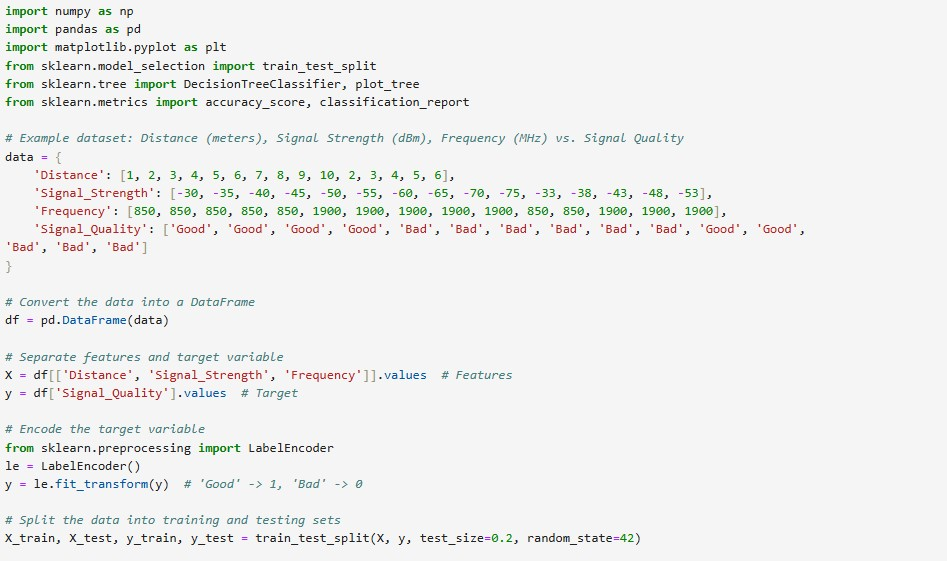 import numpy as np
import pandas as pd
import matplotlib.pyplot as plt
from sklearn.model_selection import train_test_split
from sklearn.tree import DecisionTreeClassifier, plot_tree
from sklearn.metrics import accuracy_score, classification_report
# Example dataset: Distance (meters), Signal Strength (dBm), Frequency (MHz) vs. Signal Quality
data = {
    'Distance': [1, 2, 3, 4, 5, 6, 7, 8, 9, 10, 2, 3, 4, 5, 6],
    'Signal_Strength': [-30, -35, -40, -45, -50, -55, -60, -65, -70, -75, -33, -38, -43, -48, -53],
    'Frequency': [850, 850, 850, 850, 850, 1900, 1900, 1900, 1900, 1900, 850, 850, 1900, 1900, 1900],
    'Signal_Quality': ['Good', 'Good', 'Good', 'Good', 'Bad', 'Bad', 'Bad', 'Bad', 'Bad', 'Bad', 'Good', 'Good',
'Bad', 'Bad', 'Bad']
}
# Convert the data into a DataFrame
df = pd.DataFrame(data)
# Separate features and target variable
X = df[['Distance', 'Signal_Strength', 'Frequency']].values  # Features
y = df['Signal_Quality'].values  # Target
# Encode the target variable
from sklearn.preprocessing import LabelEncoder
le = LabelEncoder()
y = le.fit_transform(y)  # 'Good' -> 1, 'Bad' -> 0
# Split the data into training and testing sets
X_train, X_test, y_train, y_test = train_test_split(X, y, test_size=0.2, random_state=42)